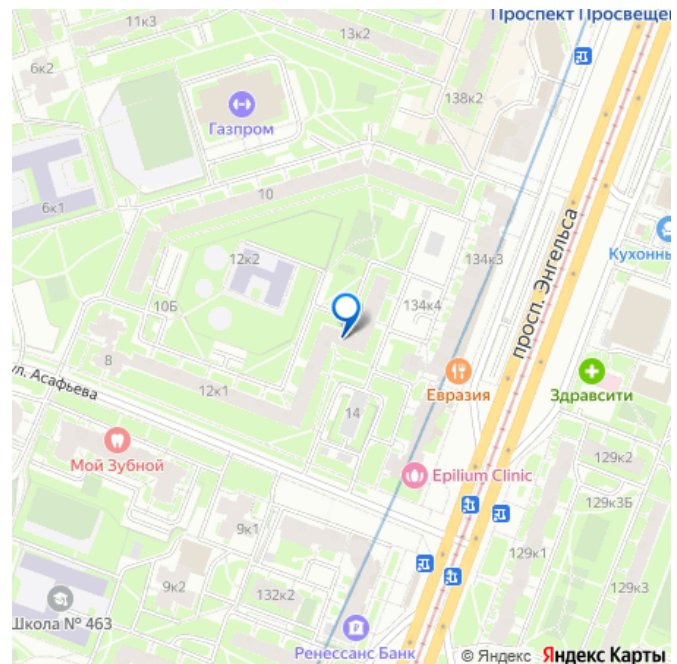 11к3
Проспект Просвещен
13к2
6к2
138к2
Газпром
10
6к1
просп. Энгельса
134к3
Кухонны
12к2
10Б
134к4
8
ул. Асафьева
12к1
Евразия
Здравсити
14
Мой Зубной
Epilium Clinic
129к2
129к3Б
9к1
129к1
9к2
132к2
129к3
Школа № 463
Ренессанс Банк
© Яндекс Яндекс Карты